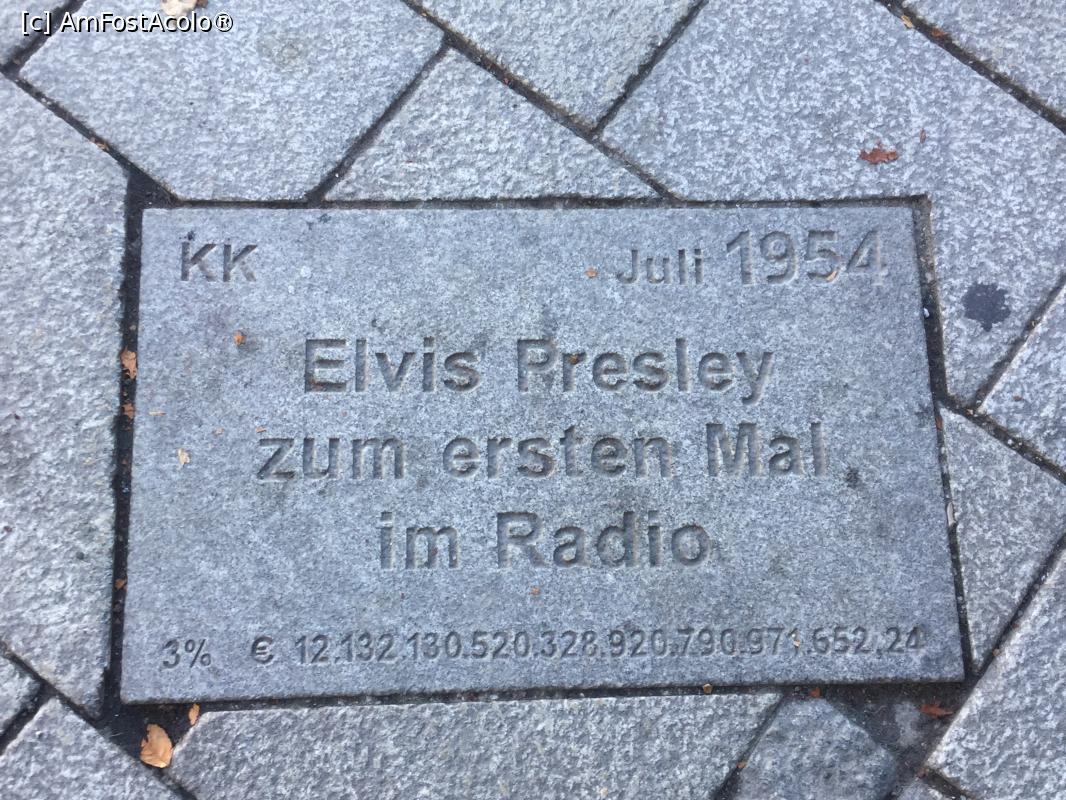 [c] AmFostAcolo®
KK Juli 1954
Elvis Presley
zum ersten Mal
im Radio
3% € 12.132.130.520.328.920.790.971.652,24